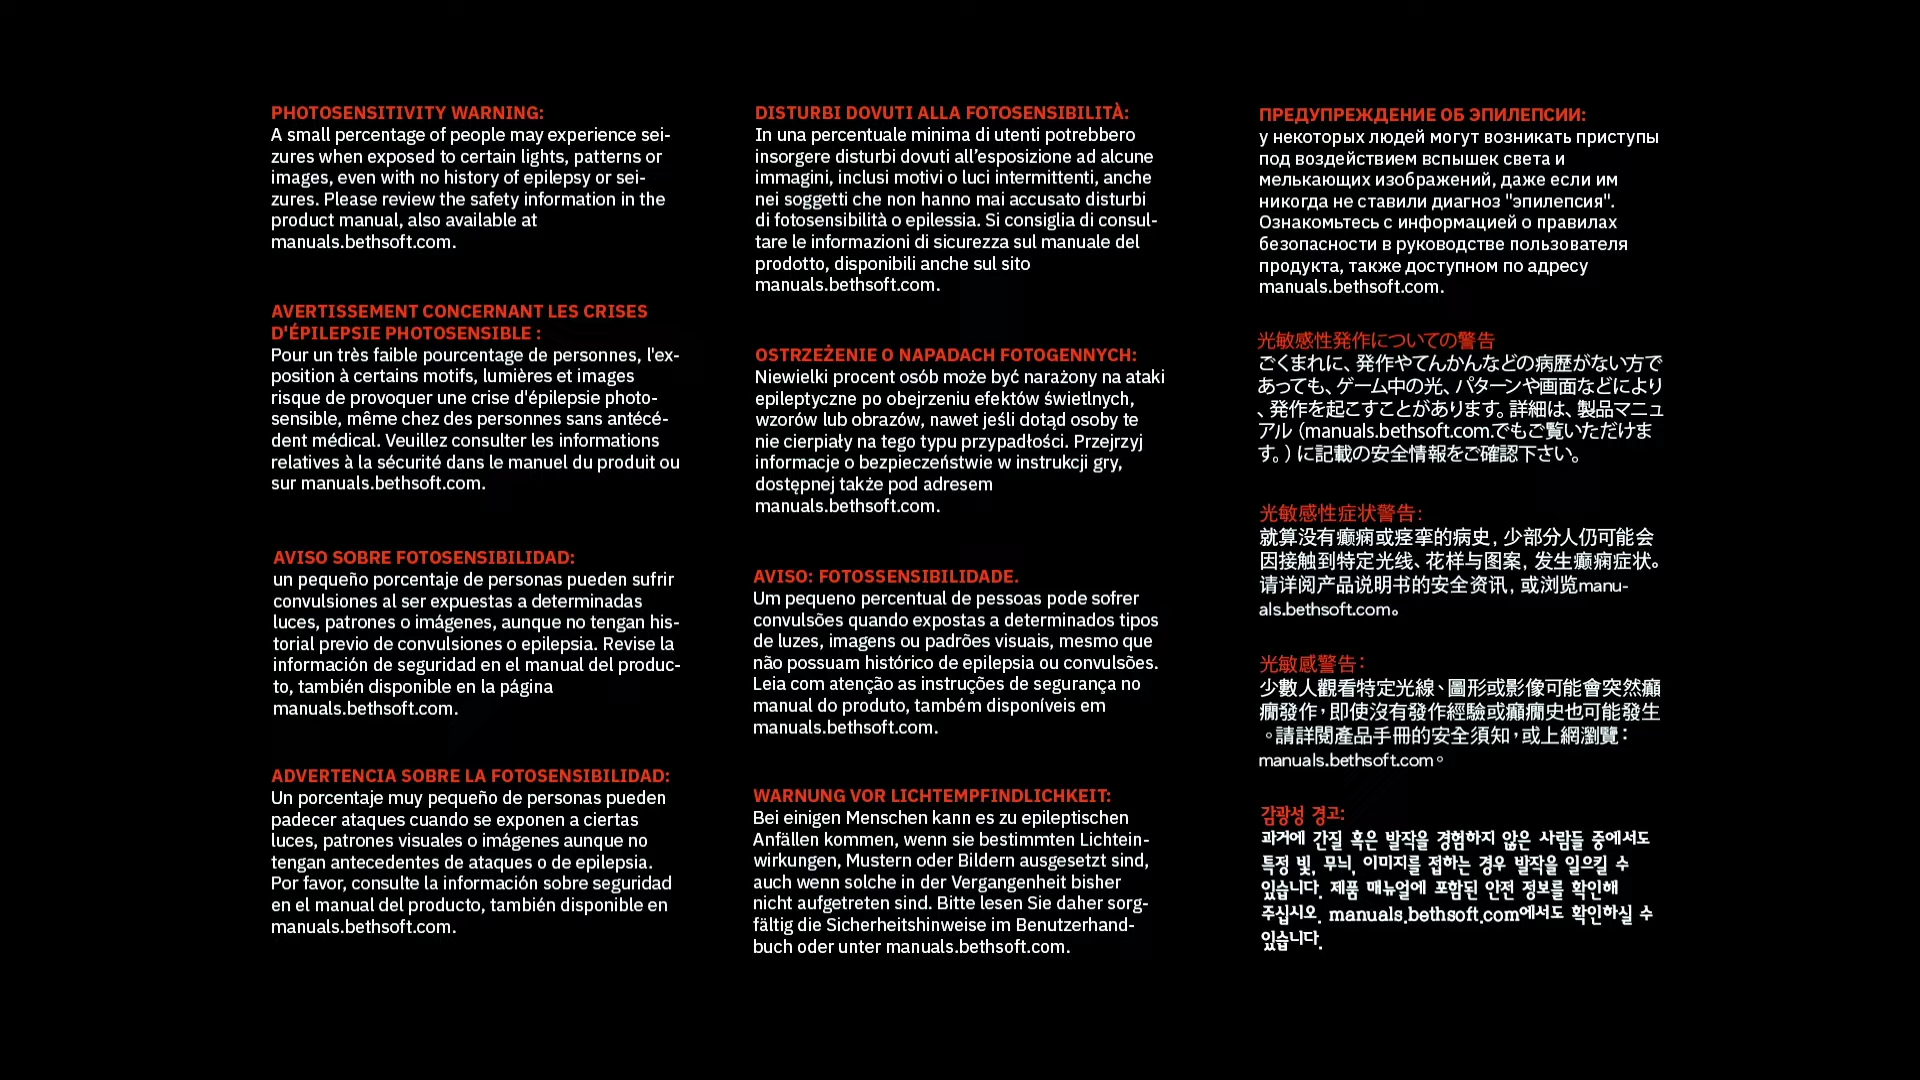 PHOTOSENSITIVITY WARNING:
A small percentage of people may experience sei-
zures when exposed to certain lights, patterns or
images, even with no history of epilepsy or sei-
zures. Please review the safety information in the
product manual, also available at
manuals.bethsoft.com.
AVERTISSEMENT CONCERNANT LES CRISES
D'ÉPILEPSIE PHOTOSENSIBLE :
Pour un très faible pourcentage de personnes, l'ex-
position à certains motifs, lumières et images
risque de provoquer une crise d'épilepsie photo-
sensible, même chez des personnes sans antécé-
dent médical. Veuillez consulter les informations
relatives à la sécurité dans le manuel du produit ou
sur manuals.bethsoft.com.
AVISO SOBRE FOTOSENSIBILIDAD:
un pequeño porcentaje de personas pueden sufrir
convulsiones al ser expuestas a determinadas
luces, patrones o imágenes, aunque no tengan his-
torial previo de convulsiones o epilepsia. Revise la
información de seguridad en el manual del produc-
to, también disponible en la página
manuals.bethsoft.com.
ADVERTENCIA SOBRE LA FOTOSENSIBILIDAD:
Un porcentaje muy pequeño de personas pueden
padecer ataques cuando se exponen a ciertas
luces, patrones visuales o imágenes aunque no
tengan antecedentes de ataques o de epilepsia.
Por favor, consulte la información sobre seguridad
en el manual del producto, también disponible en
manuals.bethsoft.com.
DISTURBI DOVUTI ALLA FOTOSENSIBILITÀ:
In una percentuale minima di utenti potrebbero
insorgere disturbi dovuti all’esposizione ad alcune
immagini, inclusi motivi o luci intermittenti, anche
nei soggetti che non hanno mai accusato disturbi
di fotosensibilità o epilessia. Si consiglia di consul-
tare le informazioni di sicurezza sul manuale del
prodotto, disponibili anche sul sito
manuals.bethsoft.com.
OSTRZEŻENIE O NAPADACH FOTOGENNYCH:
Niewielki procent osób może być narażony na ataki
epileptyczne po obejrzeniu efektów świetlnych,
wzorów lub obrazów, nawet jeśli dotąd osoby te
nie cierpiały na tego typu przypadłości. Przejrzyj
informacje o bezpieczeństwie w instrukcji gry,
dostępnej także pod adresem
manuals.bethsoft.com.
AVISO: FOTOSSENSIBILIDADE.
Um pequeno percentual de pessoas pode sofrer
convulsões quando expostas a determinados tipos
de luzes, imagens ou padrões visuais, mesmo que
não possuam histórico de epilepsia ou convulsões.
Leia com atenção as instruções de segurança no
manual do produto, também disponíveis em
manuals.bethsoft.com.
WARNUNG VOR LICHTEMPFINDLICHKEIT:
Bei einigen Menschen kann es zu epileptischen
Anfällen kommen, wenn sie bestimmten Lichtein-
wirkungen, Mustern oder Bildern ausgesetzt sind,
auch wenn solche in der Vergangenheit bisher
nicht aufgetreten sind. Bitte lesen Sie daher sorg-
fältig die Sicherheitshinweise im Benutzerhand-
buch oder unter manuals.bethsoft.com.
ПРЕДУПРЕЖДЕНИЕ ОБ ЭПИЛЕПСИИ:
у некоторых людей могут возникать приступы
под воздействием вспышек света и
мелькающих изображений, даже если им
никогда не ставили диагноз "эпилепсия".
Ознакомьтесь с информацией о правилах
безопасности в руководстве пользователя
продукта, также доступном по адресу
manuals.bethsoft.com.
光敏感性発作についての警告
ごくまれに、発作やてんかんなどの病歴がない方で
あっても、ゲーム中の光、パターンや画面などにより
、発作を起こすことがあります。詳細は、製品マニュ
アル（manuals.bethsoft.com.でもご覧いただけま
す。）に記載の安全情報をご確認下さい。
光敏感性症状警告：
就算没有癫痫或痉挛的病史，少部分人仍可能会
因接触到特定光线、花样与图案，发生癫痫症状。
请详阅产品说明书的安全资讯，或浏览manu-
als.bethsoft.com。
光敏感警告：
少數人觀看特定光線、圖形或影像可能會突然癲
癇發作，即使沒有發作經驗或癲癇史也可能發生
。請詳閱產品手冊的安全須知，或上網瀏覽：
manuals.bethsoft.com。
감광성 경고:
과거에 간질 혹은 발작을 경험하지 않은 사람들 중에서도
특정 빛, 무늬, 이미지를 접하는 경우 발작을 일으킬 수
있습니다. 제품 매뉴얼에 포함된 안전 정보를 확인해
주십시오. manuals.bethsoft.com에서도 확인하실 수
있습니다.